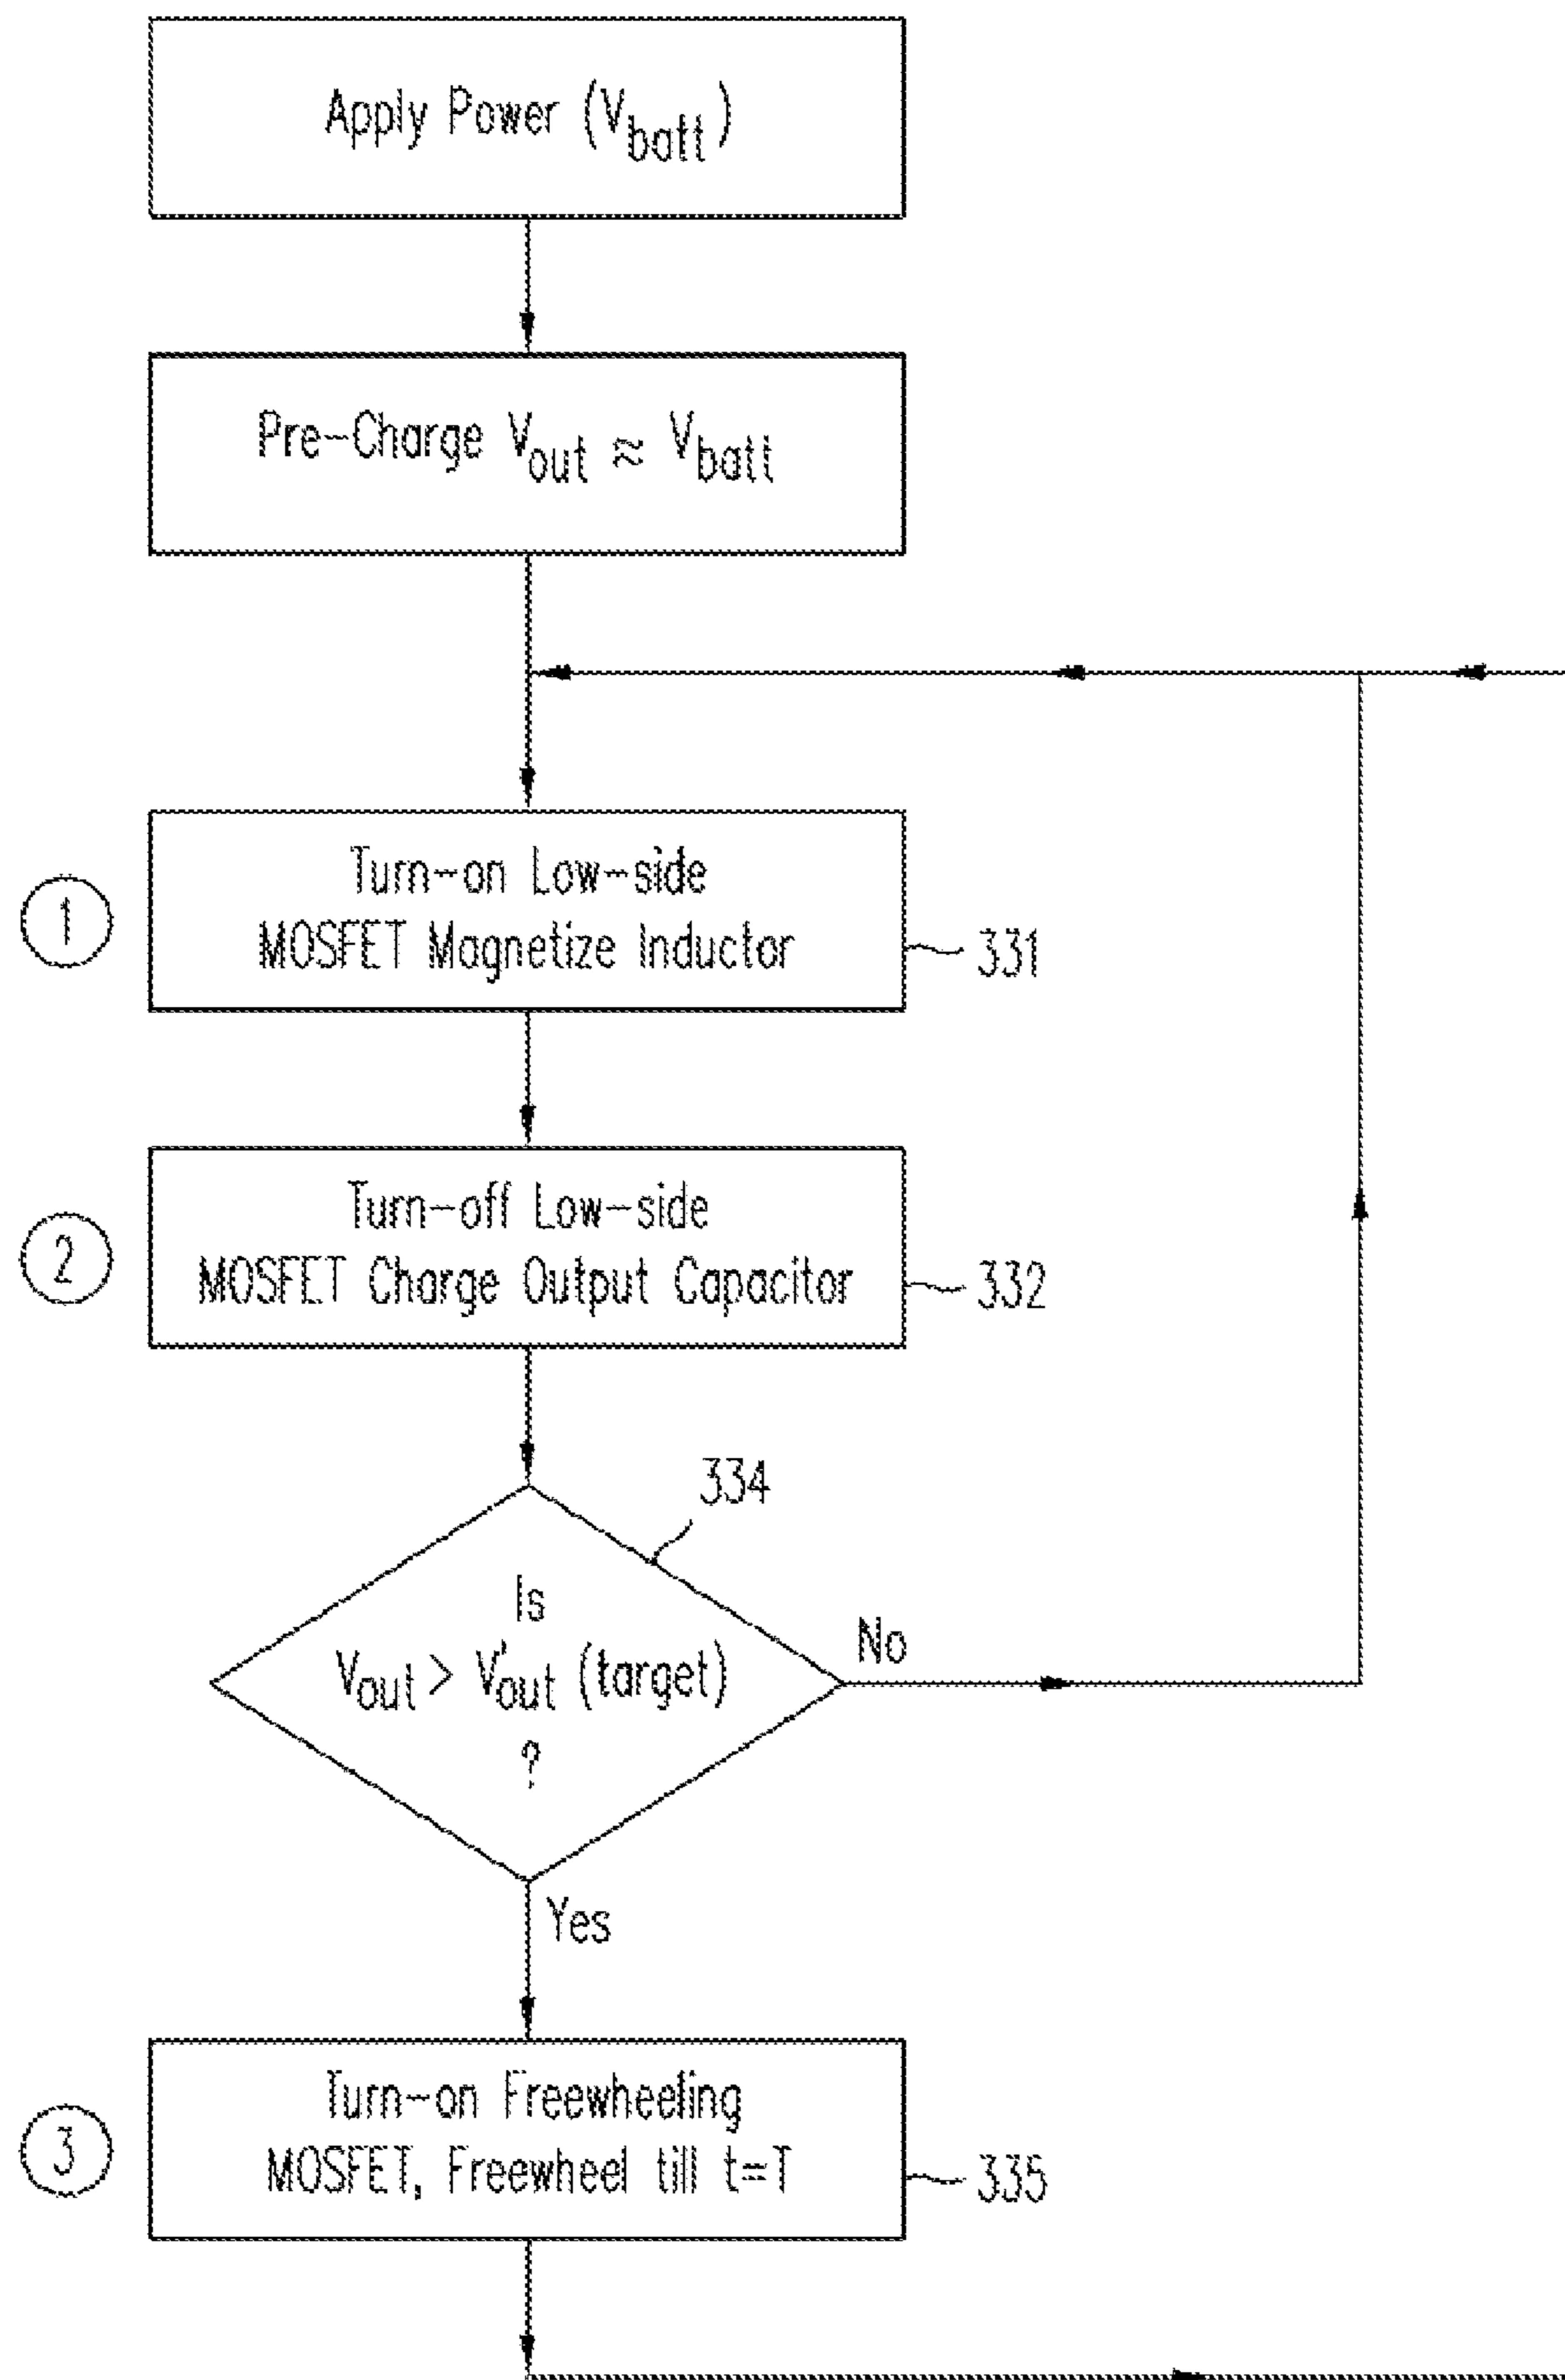 Apply Power (Vbatt)
Pre-Charge Vout ≈ Vbatt
1
Turn-on Low-side
MOSFET Magnetize Inductor
331
2
Turn-off Low-side
MOSFET Charge Output Capacitor
332
334
Is
Vout > V'out (target)
?
No
Yes
3
Turn-on Freewheeling
MOSFET, Freewheel till t=T
335